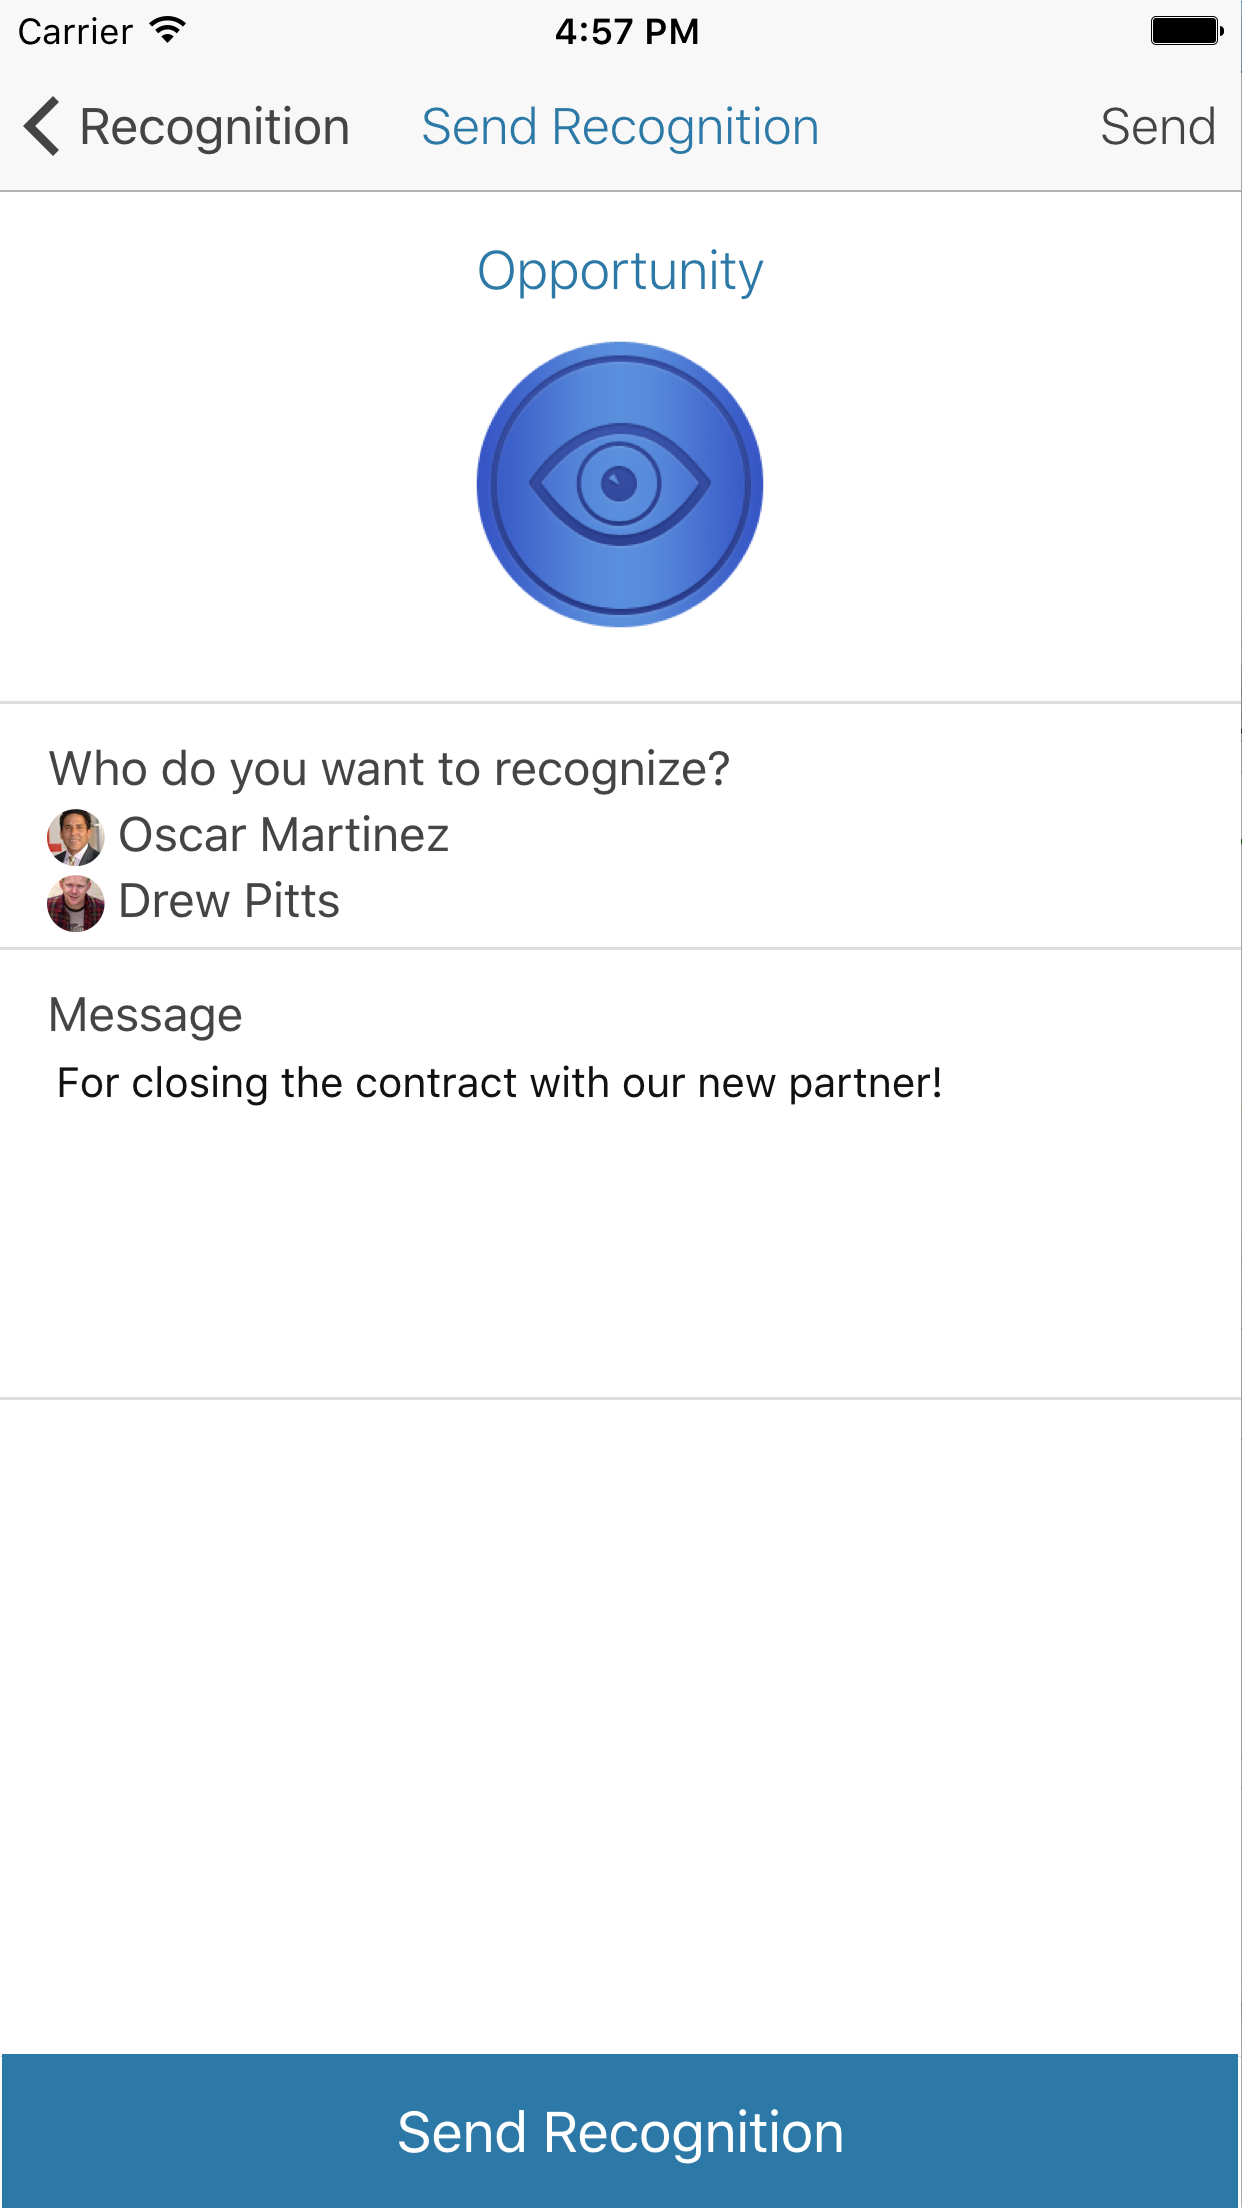 Carrier 4:57 PM
Recognition Send Recognition Send
Opportunity
Who do you want to recognize?
Oscar Martinez
Drew Pitts
Message
For closing the contract with our new partner!
Send Recognition